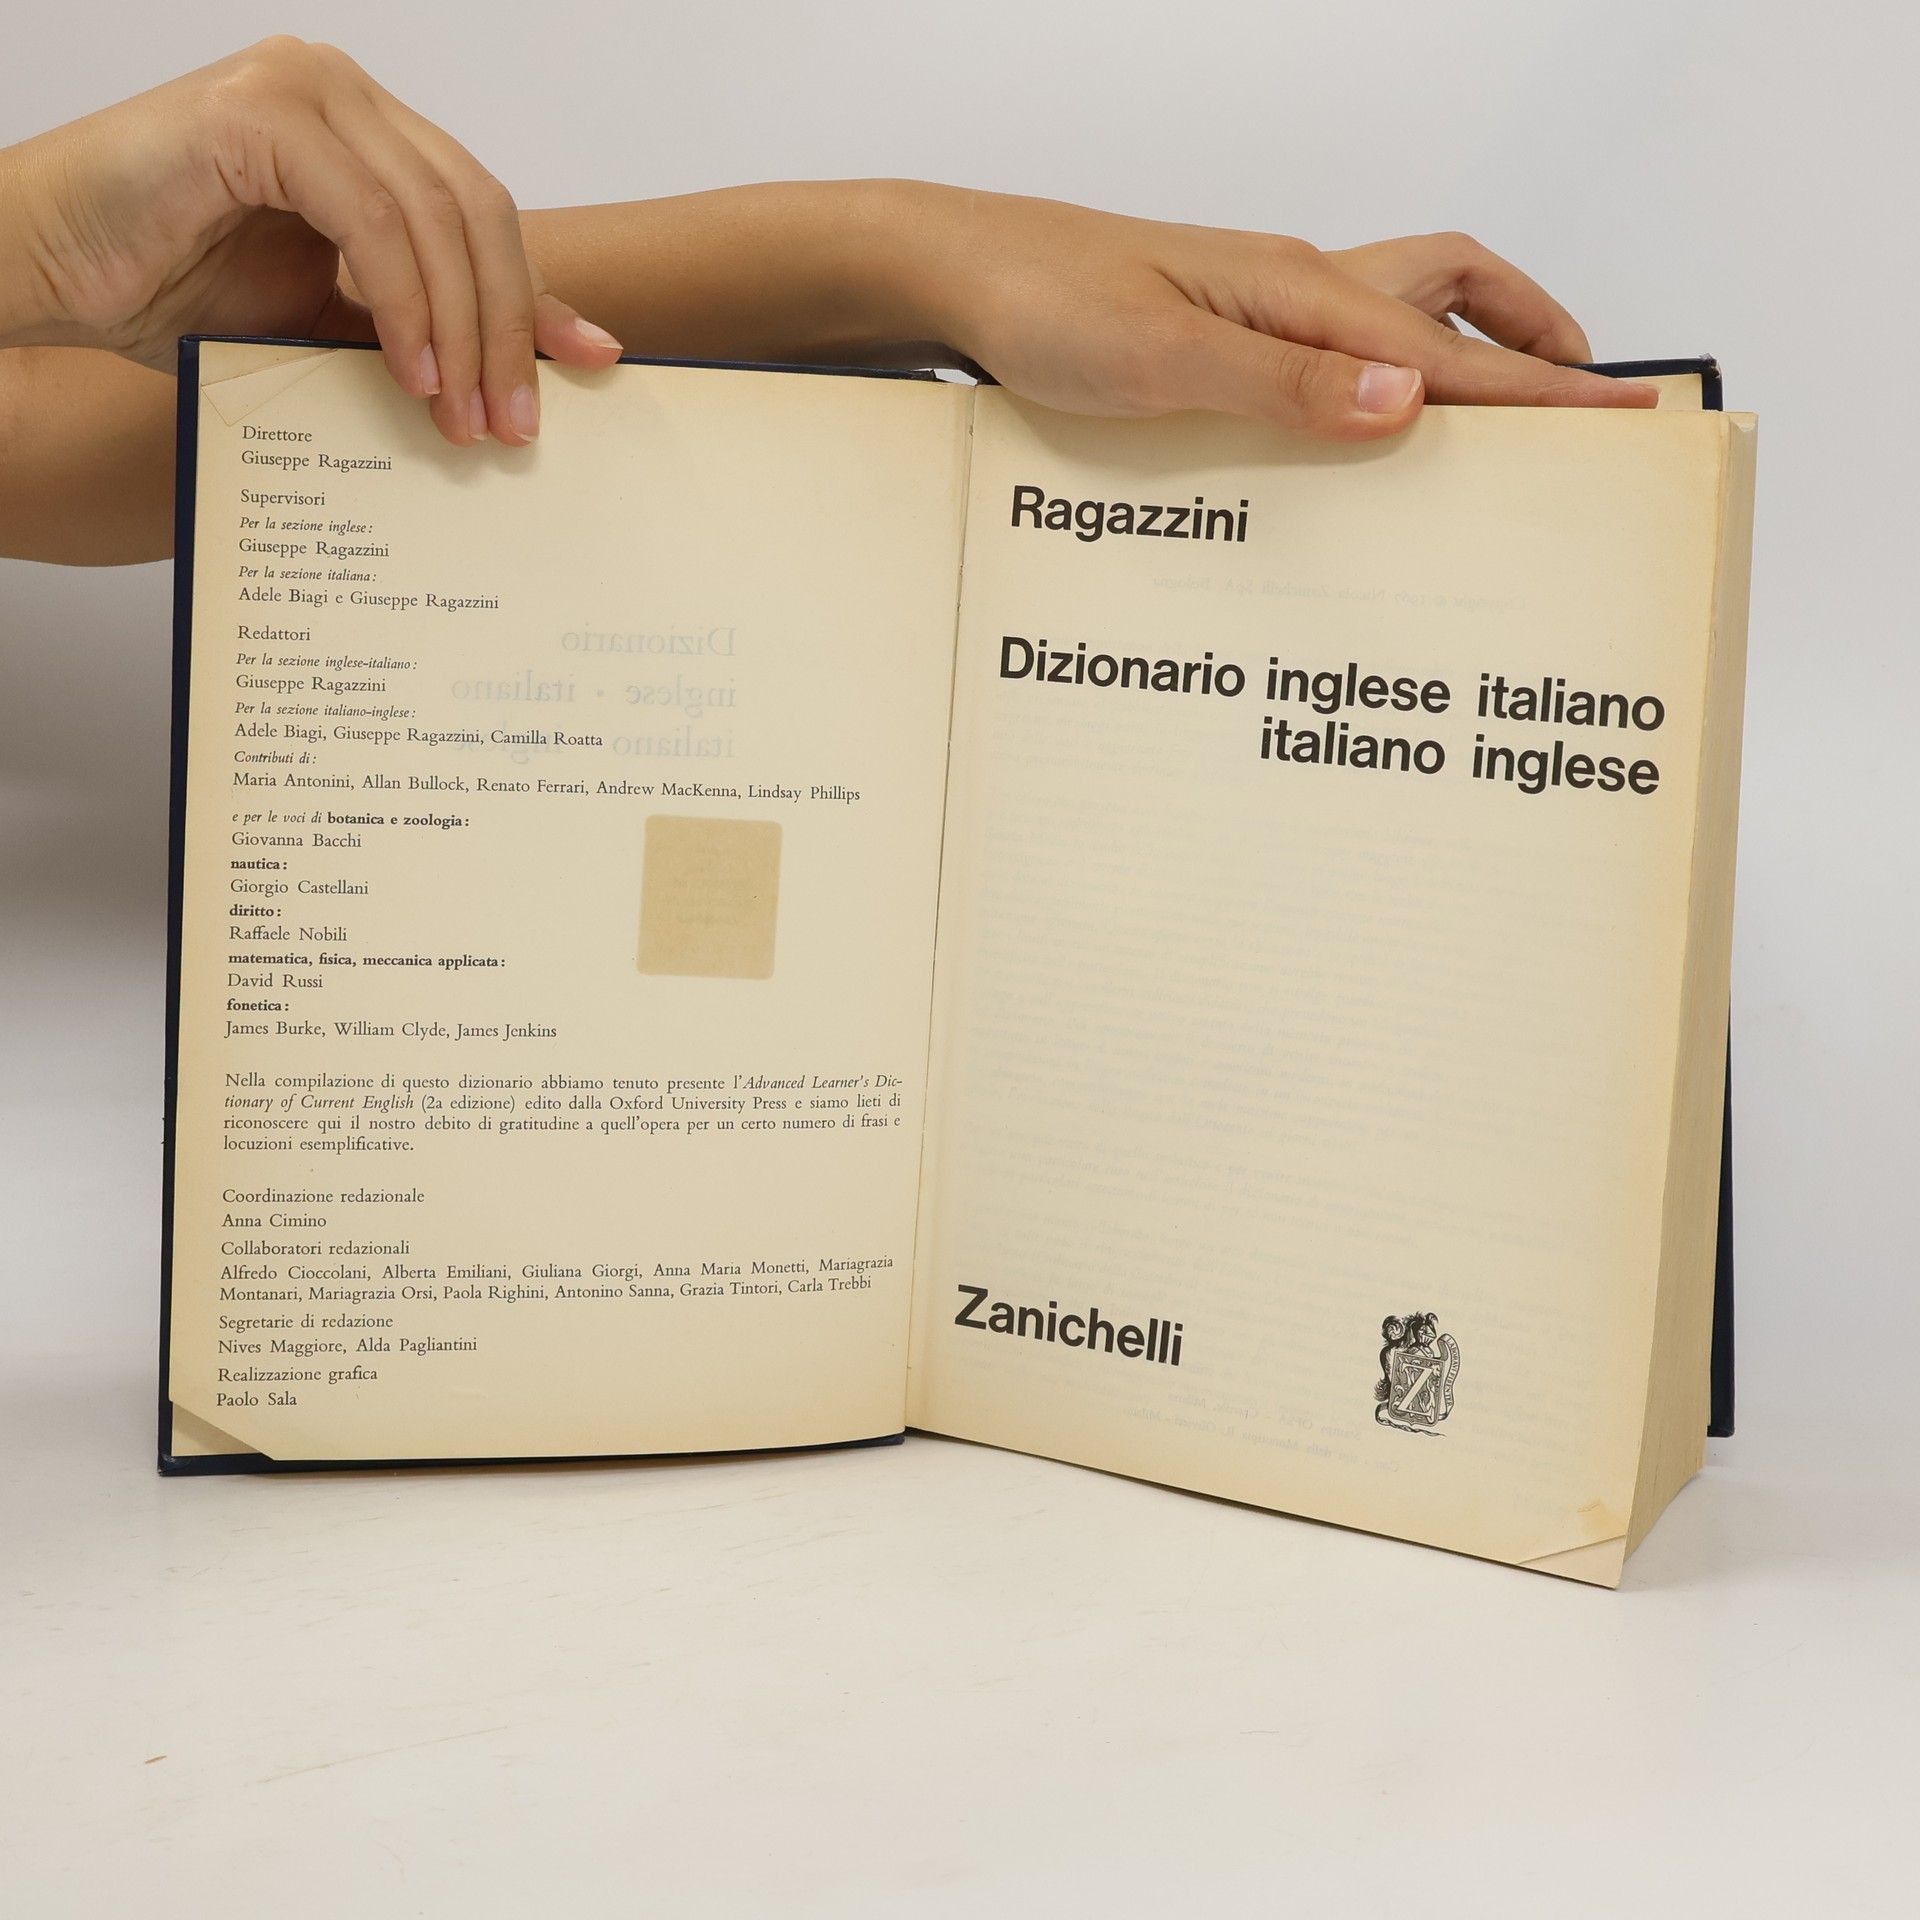 Direttore
Giuseppe Ragazzini
Supervisori
Per la sezione inglese:
Giuseppe Ragazzini
Per la sezione italiana:
Adele Biagi e Giuseppe Ragazzini
Redattori
Per la sezione inglese-italiano:
Giuseppe Ragazzini
Per la sezione italiano-inglese:
Adele Biagi, Giuseppe Ragazzini, Camilla Roatta
Contributi di:
Maria Antonini, Allan Bullock, Renato Ferrari, Andrew MacKenna, Lindsay Phillips
e per le voci di botanica e zoologia:
Giovanna Bacchi
nautica:
Giorgio Castellani
diritto:
Raffaele Nobili
matematica, fisica, meccanica applicata:
David Russi
fonetica:
James Burke, William Clyde, James Jenkins
Nella compilazione di questo dizionario abbiamo tenuto presente l'Advanced Learner's Dic-
tionary of Current English (2a edizione) edito dalla Oxford University Press e siamo lieti di
riconoscere qui il nostro debito di gratitudine a quell'opera per un certo numero di frasi e
locuzioni esemplificative.
Coordinazione redazionale
Anna Cimino
Collaboratori redazionali
Alfredo Cioccolani, Alberta Emiliani, Giuliana Giorgi, Anna Maria Monetti, Mariagrazia
Montanari, Mariagrazia Orsi, Paola Righini, Antonino Sanna, Grazia Tintori, Carla Trebbi
Segretarie di redazione
Nives Maggiore, Alda Pagliantini
Realizzazione grafica
Paolo Sala
Dizionario
inglese · italiano
italiano · inglese
Ragazzini
Dizionario inglese italiano
italiano inglese
Zanichelli
Z